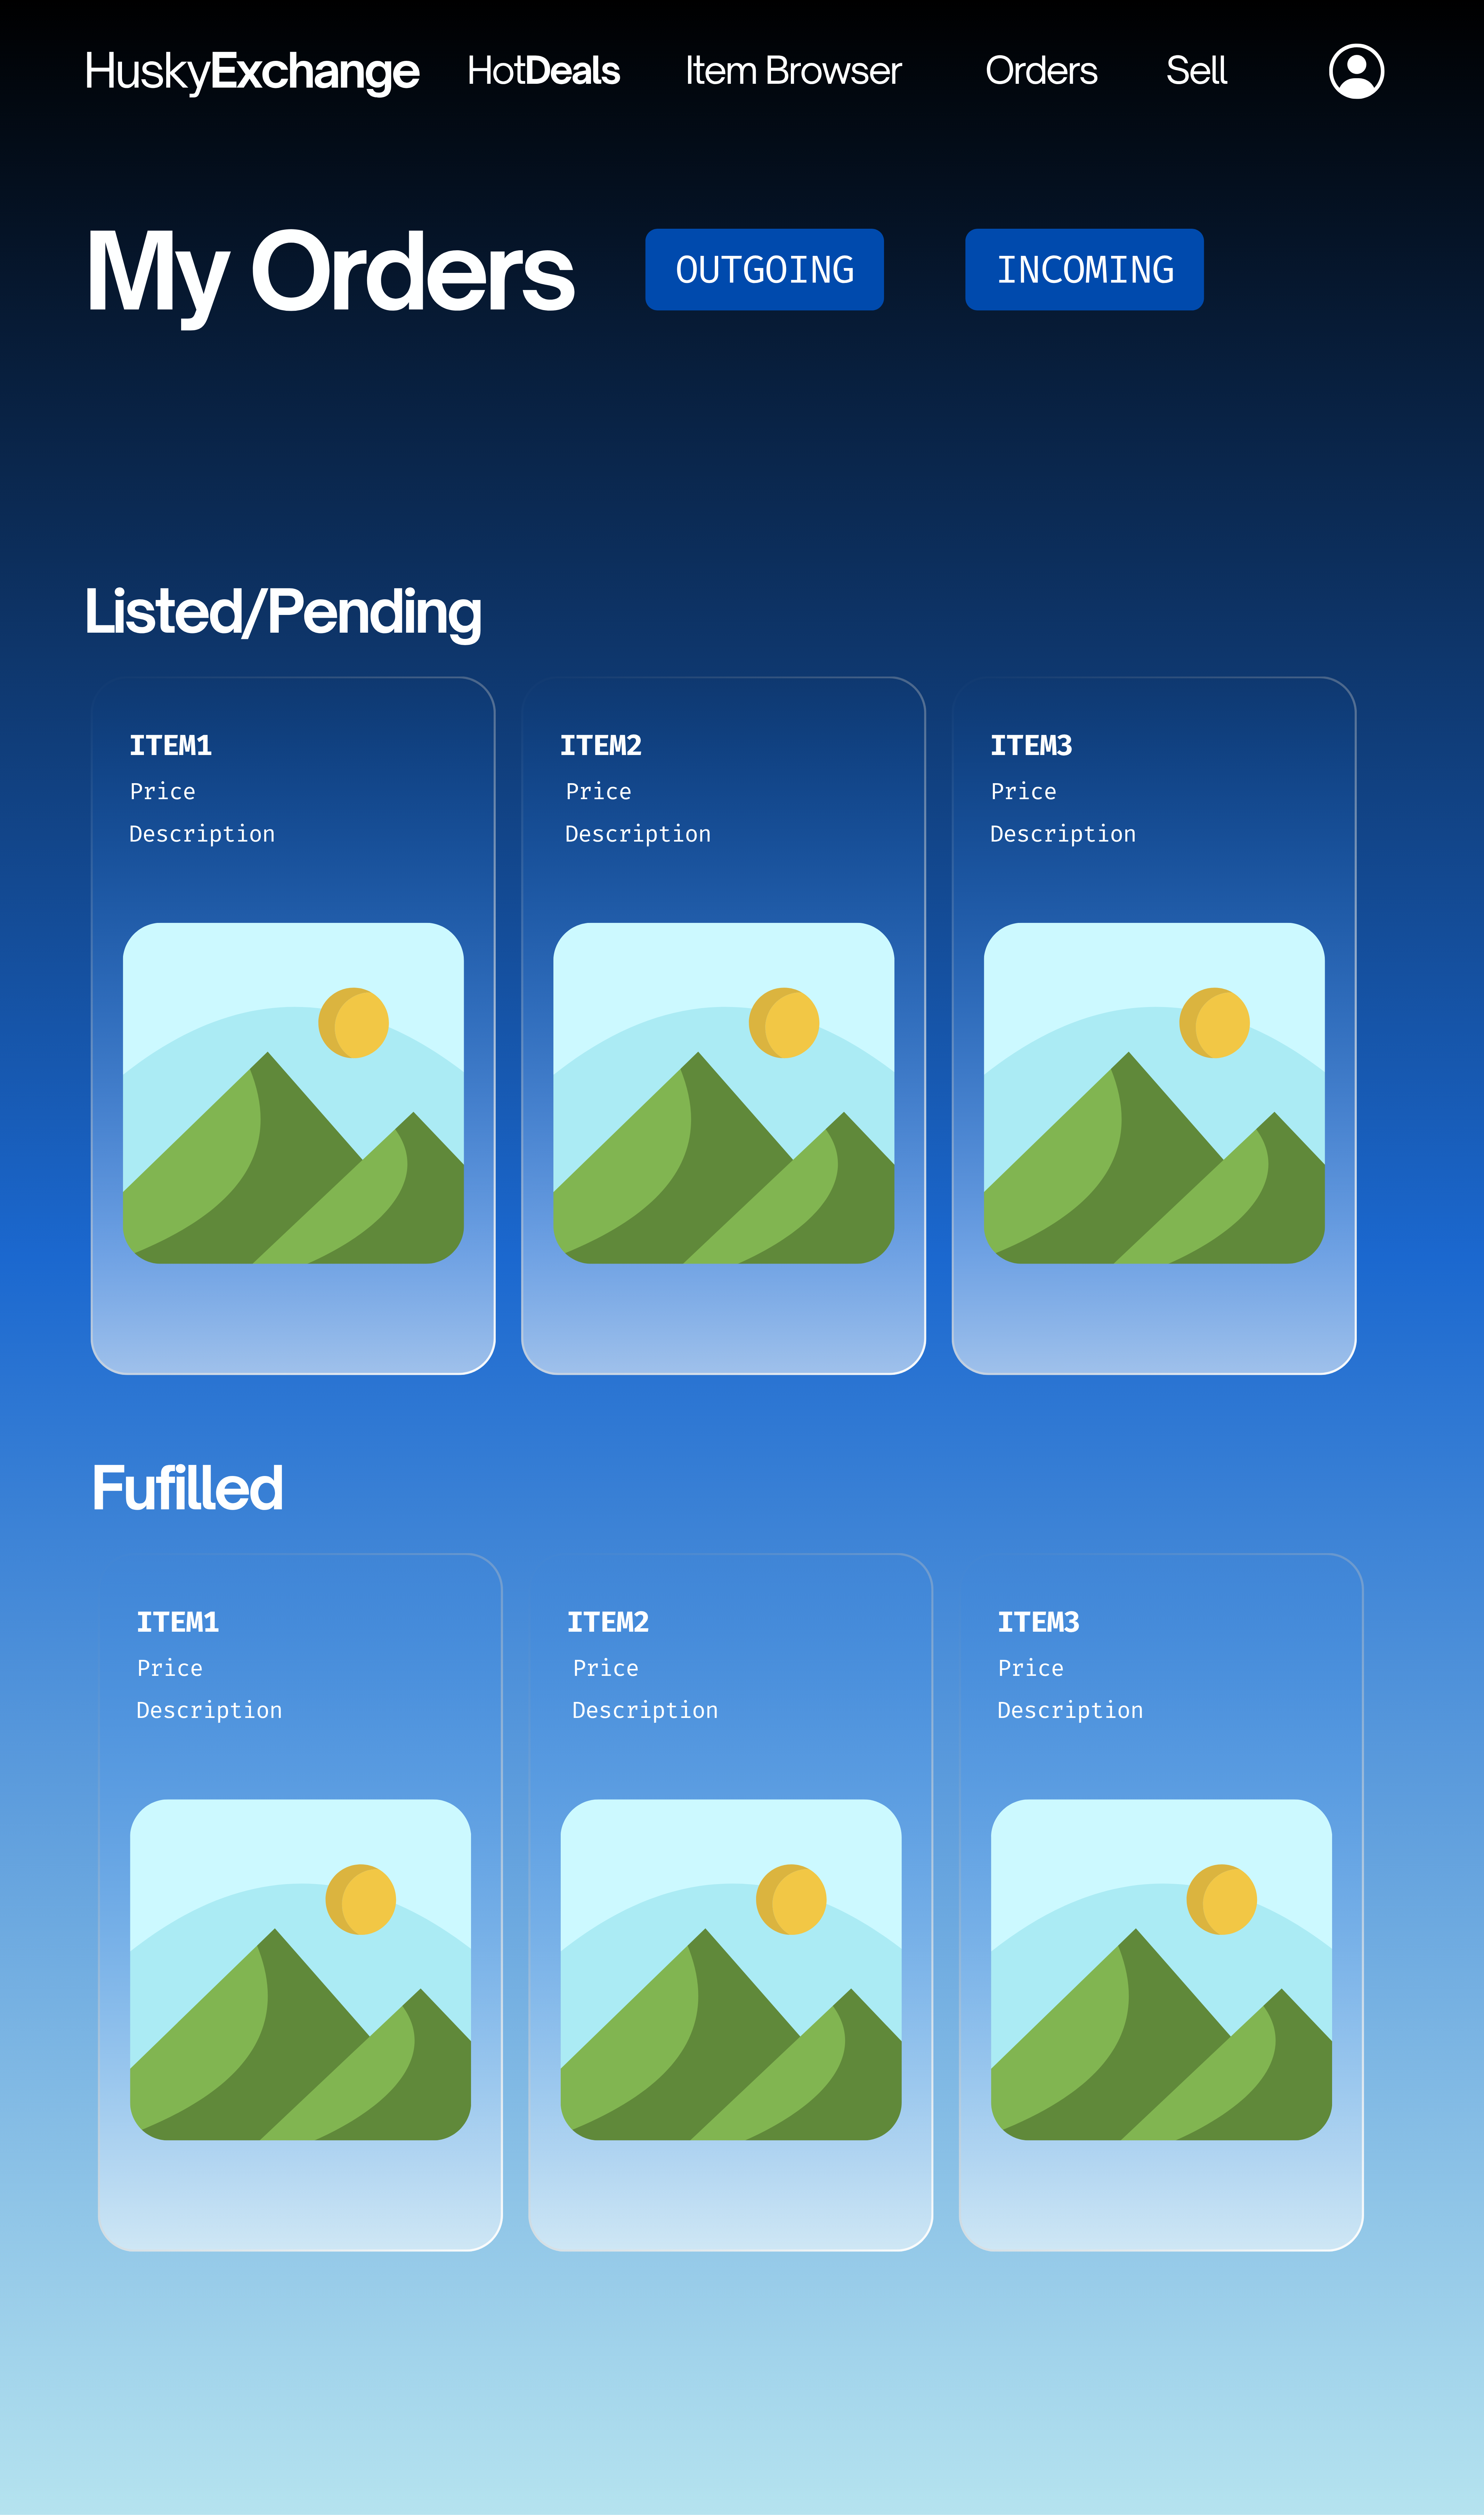 HuskyExchange HotDeals Item Browser Orders Sell
My Orders OUTGOING INCOMING
Listed/Pending
ITEM1
Price
Description
ITEM2
Price
Description
ITEM3
Price
Description
Fufilled
ITEM1
Price
Description
ITEM2
Price
Description
ITEM3
Price
Description